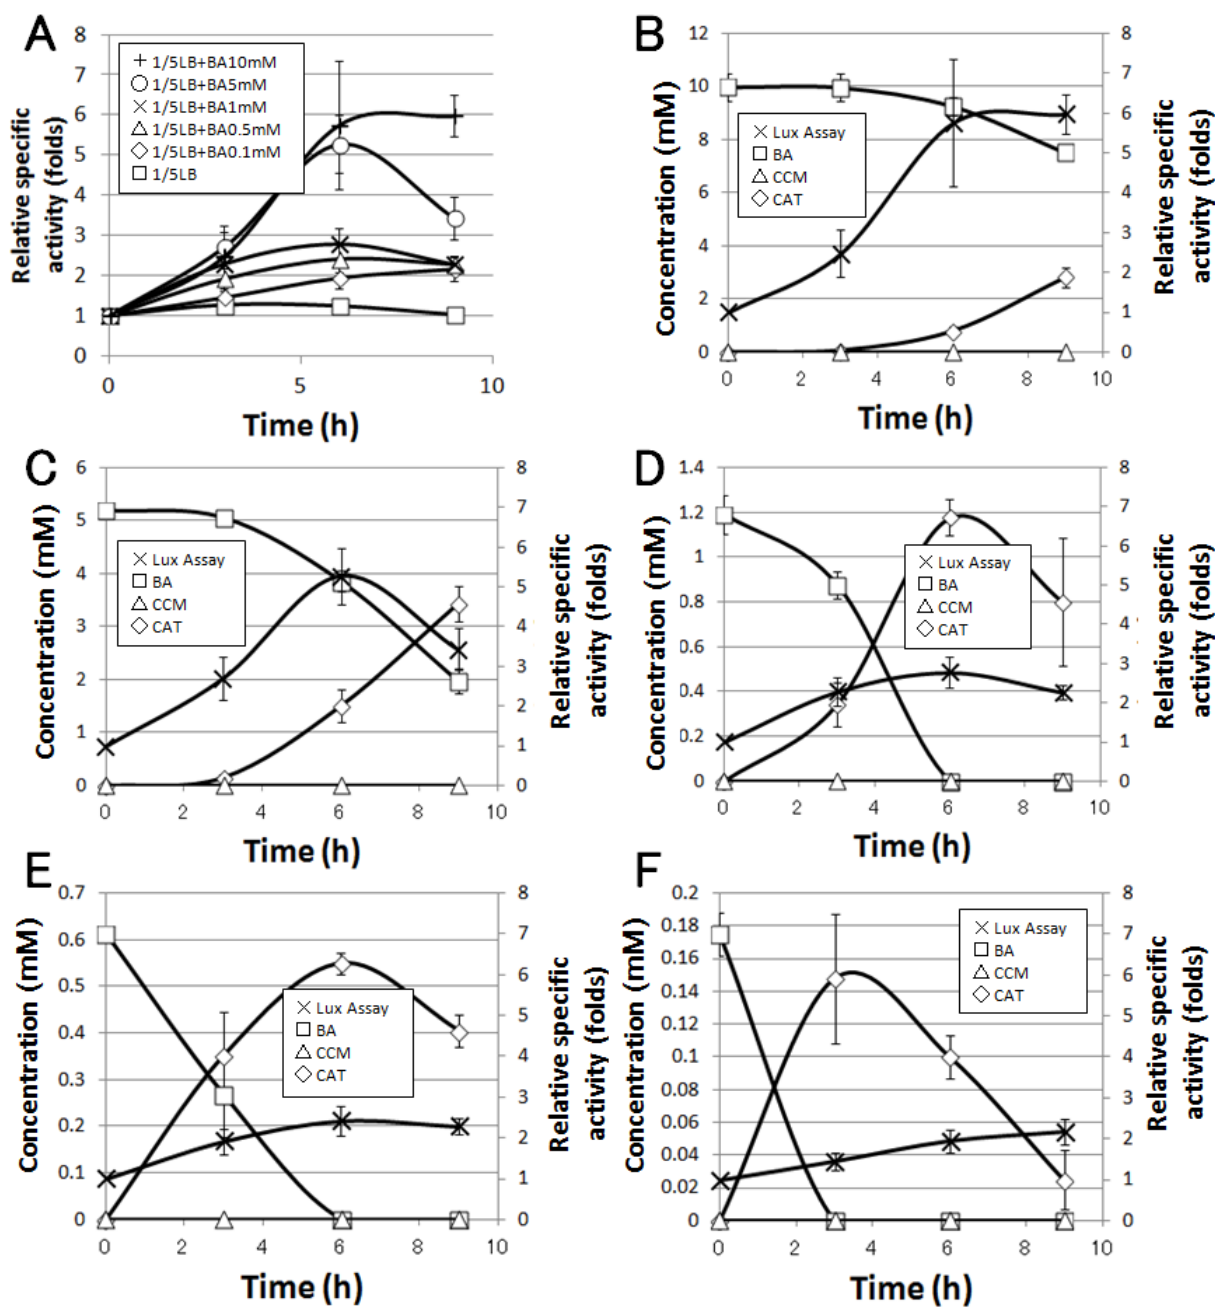 A
8
7
6
5
4
3
2
1
0
1/5LB+BA10mM
1/5LB+BA5mM
1/5LB+BA1mM
1/5LB+BA0.5mM
1/5LB+BA0.1mM
1/5LB
0
5
10
Time (h)
Relative specific
activity (folds)
B
12
10
8
6
4
2
0
Concentration (mM)
Lux Assay
BA
CCM
CAT
8
7
6
5
4
3
2
1
0
Relative specific
activity (folds)
0
2
4
6
8
10
Time (h)
C
6
5
4
3
2
1
0
Concentration (mM)
Lux Assay
BA
CCM
CAT
8
7
6
5
4
3
2
1
0
Relative specific
activity (folds)
0
2
4
6
8
10
Time (h)
D
1.4
1.2
1
0.8
0.6
0.4
0.2
0
Concentration (mM)
Lux Assay
BA
CCM
CAT
8
7
6
5
4
3
2
1
0
Relative specific
activity (folds)
0
2
4
6
8
10
Time (h)
E
0.7
0.6
0.5
0.4
0.3
0.2
0.1
0
Concentration (mM)
Lux Assay
BA
CCM
CAT
8
7
6
5
4
3
2
1
0
Relative specific
activity (folds)
0
2
4
6
8
10
Time (h)
F
0.2
0.18
0.16
0.14
0.12
0.1
0.08
0.06
0.04
0.02
0
Concentration (mM)
Lux Assay
BA
CCM
CAT
8
7
6
5
4
3
2
1
0
Relative specific
activity (folds)
0
2
4
6
8
10
Time (h)